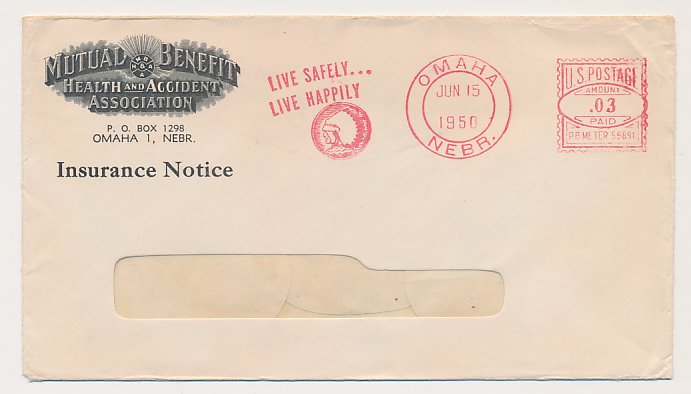 MUTUAL BENEFIT
HEALTH AND ACCIDENT
ASSOCIATION
P. O. BOX 1298
OMAHA 1, NEBR.
Insurance Notice
LIVE SAFELY...
LIVE HAPPILY
OMAHA
JUN 15
1950
NEBR.
U.S. POSTAGE
AMOUNT
.03
PAID
P.B. METER